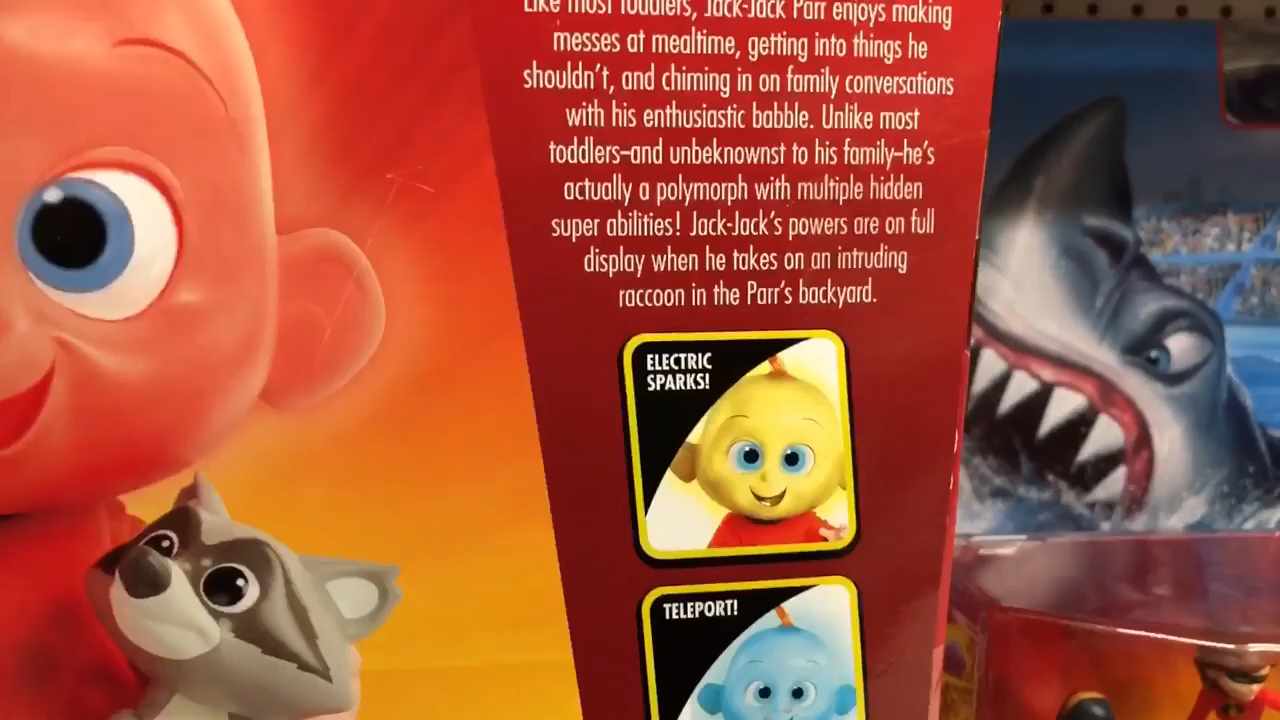 Like most toddlers, Jack-Jack Parr enjoys making
messes at mealtime, getting into things he
shouldn't, and chiming in on family conversations
with his enthusiastic babble. Unlike most
toddlers–and unbeknownst to his family–he's
actually a polymorph with multiple hidden
super abilities! Jack-Jack's powers are on full
display when he takes on an intruding
raccoon in the Parr's backyard.
ELECTRIC
SPARKS!
TELEPORT!